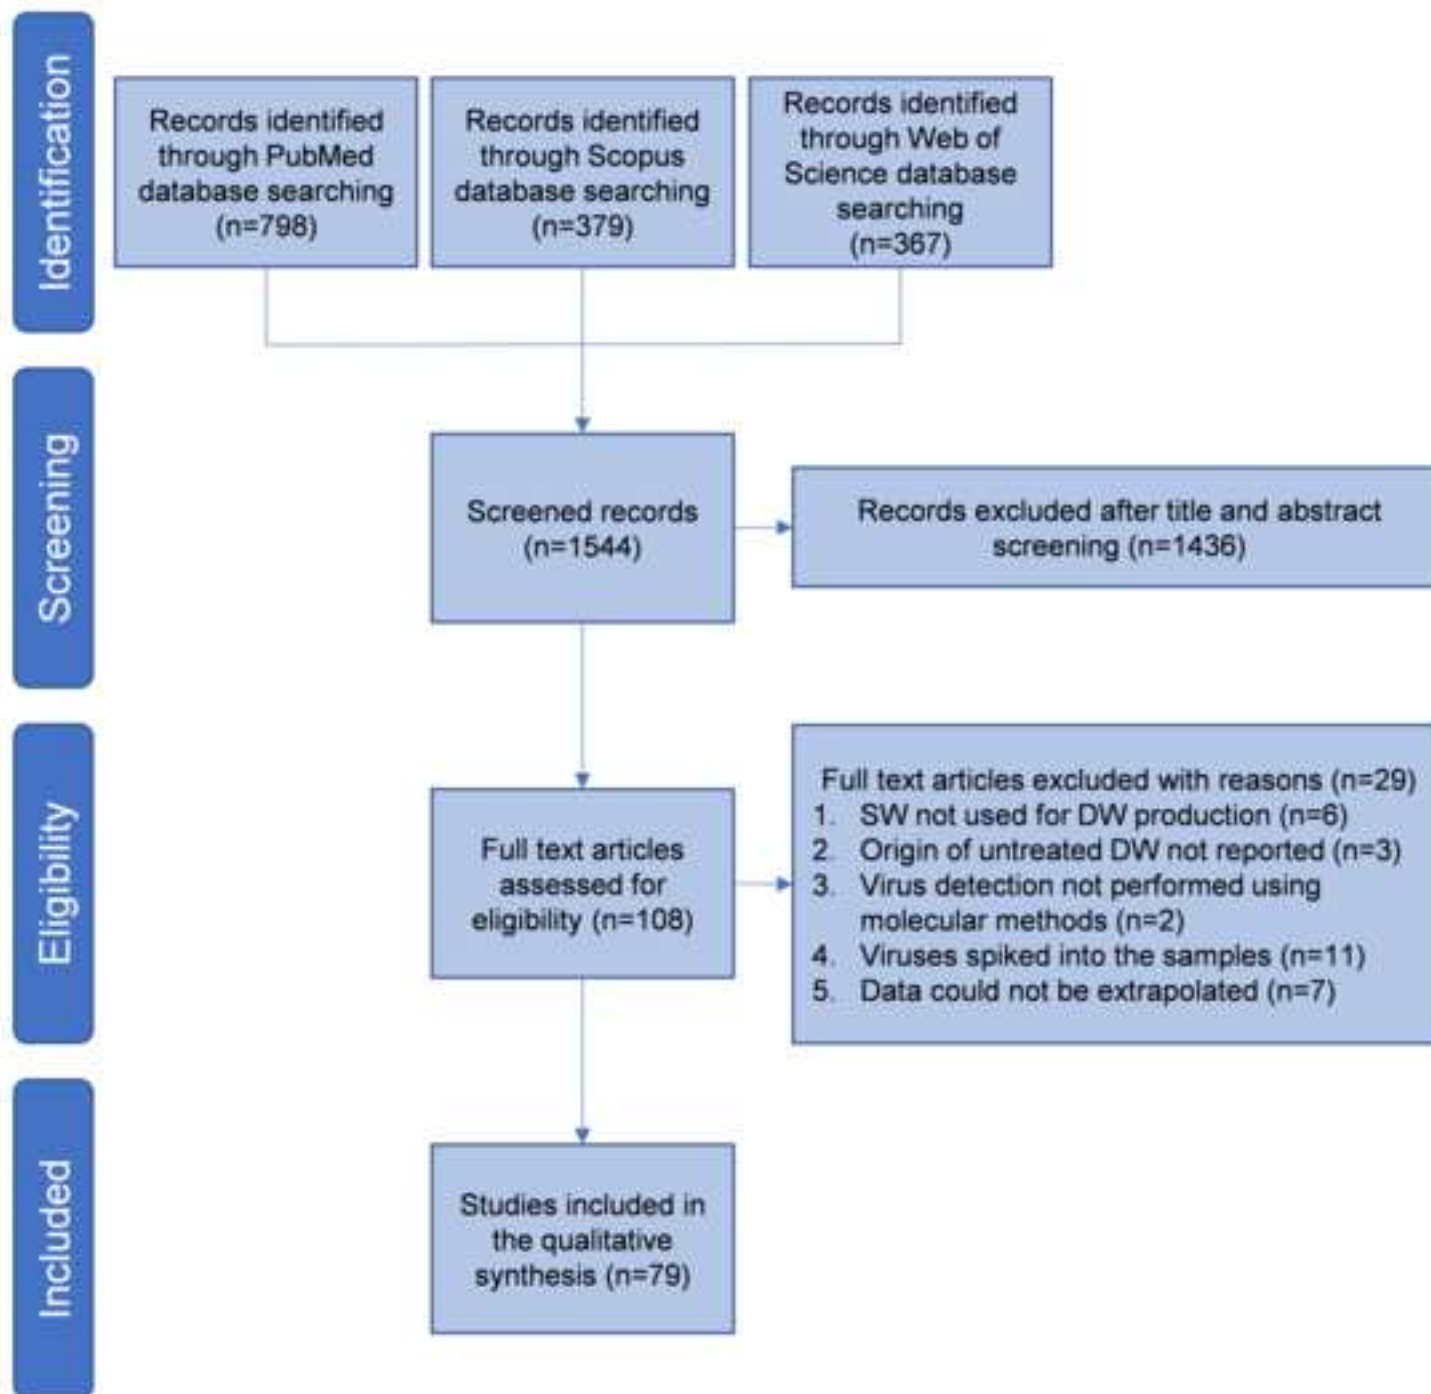 Identification
Records identified
through PubMed
database searching
(n=798)
Records identified
through Scopus
database searching
(n=379)
Records identified
through Web of
Science database
searching
(n=367)
Screening
Screened records
(n=1544)
Records excluded after title and abstract
screening (n=1436)
Eligibility
Full text articles
assessed for
eligibility (n=108)
Full text articles excluded with reasons (n=29)
1. SW not used for DW production (n=6)
2. Origin of untreated DW not reported (n=3)
3. Virus detection not performed using
molecular methods (n=2)
4. Viruses spiked into the samples (n=11)
5. Data could not be extrapolated (n=7)
Included
Studies included in
the qualitative
synthesis (n=79)